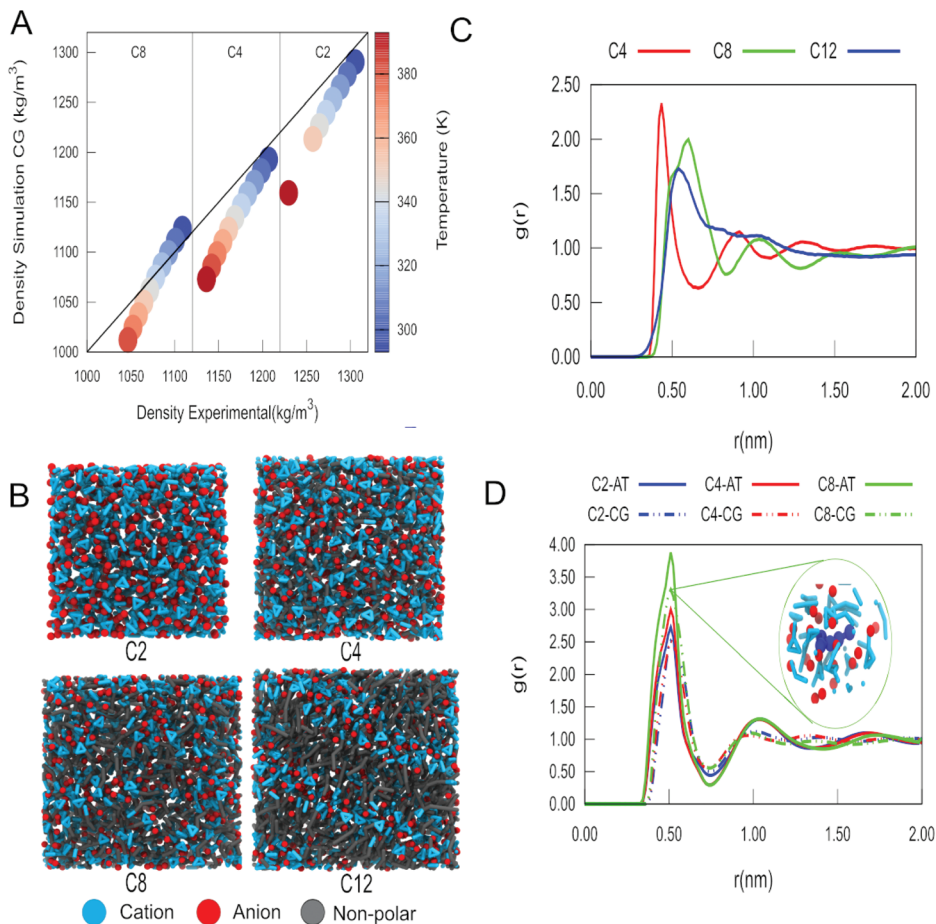 A
C8
C4
C2
Density Simulation CG (kg/m³)
1300
1250
1200
1150
1100
1050
1000
1000
1050
1100
1150
1200
1250
1300
Density Experimental(kg/m³)
380
360
340
320
300
Temperature (K)
B
C2
C4
C8
C12
Cation
Anion
Non-polar
C
C4
C8
C12
g(r)
2.50
2.00
1.50
1.00
0.50
0.00
0.00
0.50
1.00
1.50
2.00
r(nm)
D
C2-AT
C4-AT
C8-AT
C2-CG
C4-CG
C8-CG
g(r)
4.00
3.50
3.00
2.50
2.00
1.50
1.00
0.50
0.00
0.00
0.50
1.00
1.50
2.00
r(nm)